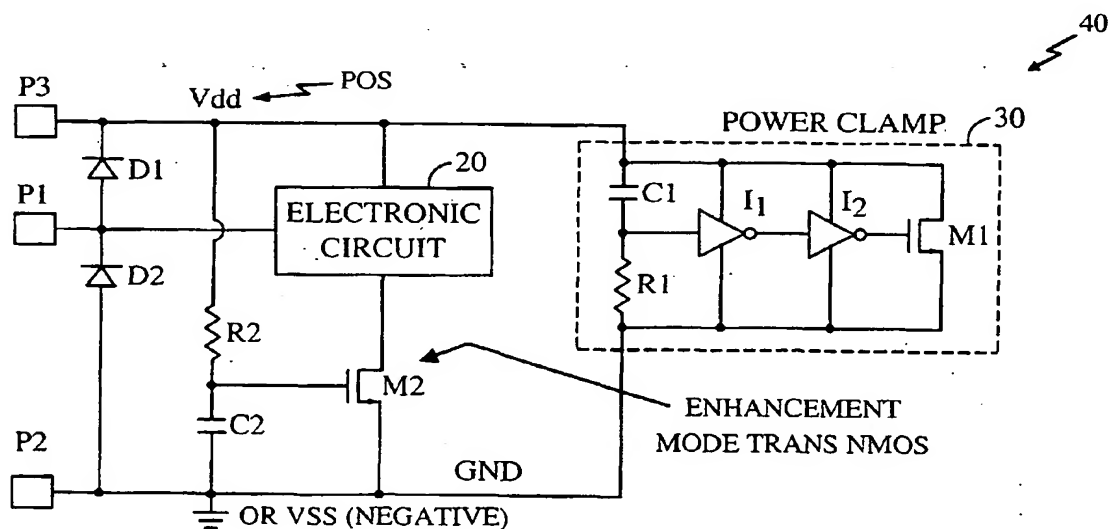 40
P3
Vdd
POS
POWER CLAMP
30
D1
20
C1
I1
I2
P1
ELECTRONIC
CIRCUIT
M1
D2
R1
R2
M2
C2
ENHANCEMENT
MODE TRANS NMOS
P2
GND
OR VSS (NEGATIVE)